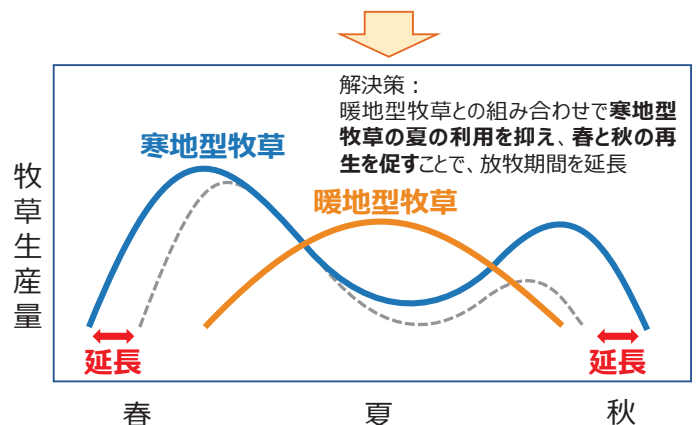 解決策：
暖地型牧草との組み合わせで寒地型
牧草の夏の利用を抑え、春と秋の再
生を促すことで、放牧期間を延長
寒地型牧草
暖地型牧草
牧草生産量
延長
延長
春
夏
秋